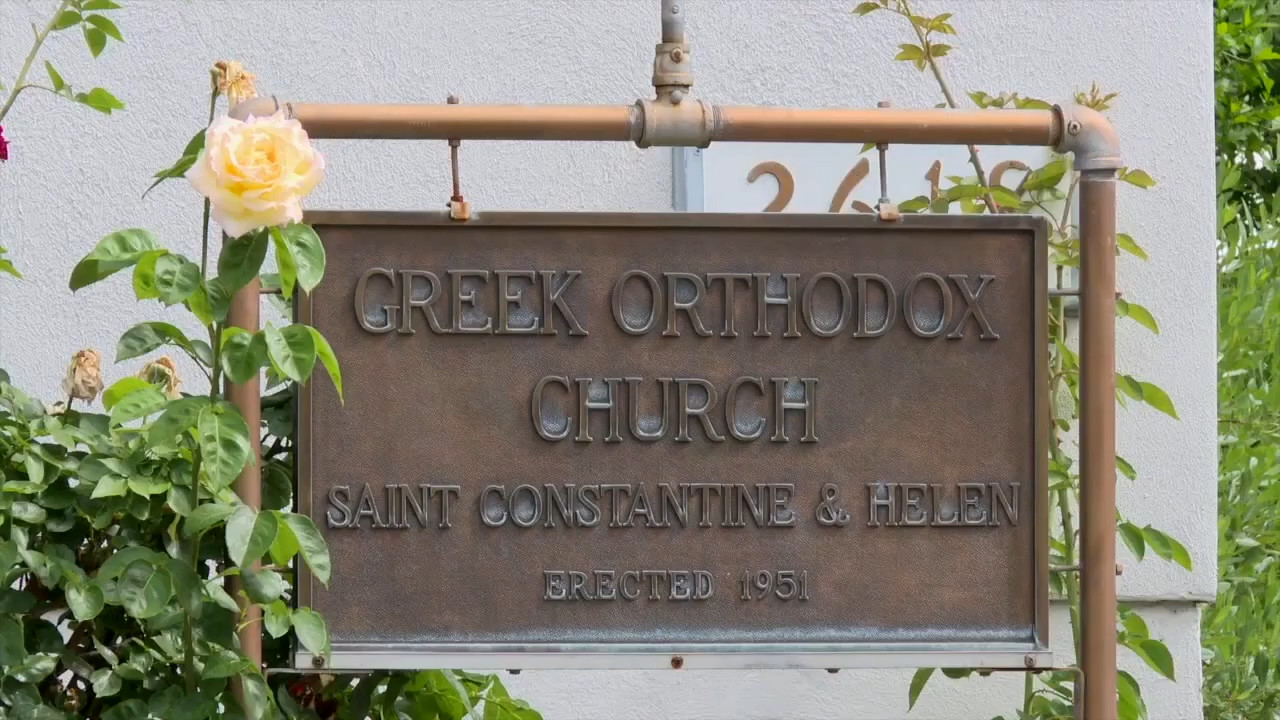 GREEK ORTHODOX
CHURCH
SAINT CONSTANTINE & HELEN
ERECTED 1951